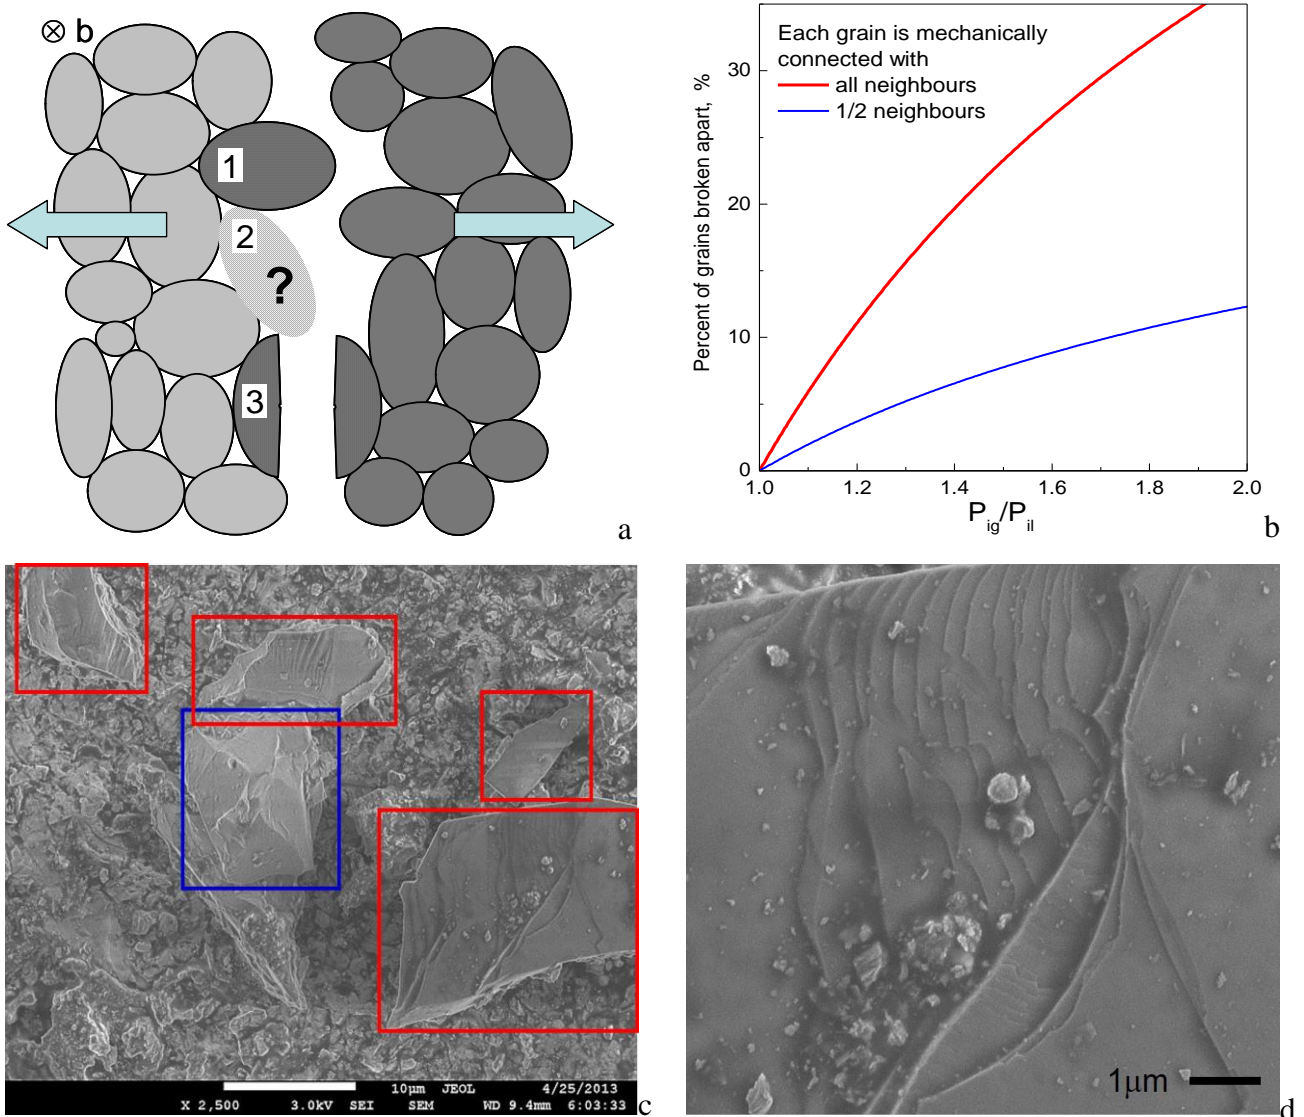 ⊗ b
1
2
?
3
a
Each grain is mechanically
connected with
all neighbours
1/2 neighbours
Percent of grains broken apart, %
30
20
10
0
1.0 1.2 1.4 1.6 1.8 2.0
P_ig/P_il
b
10μm JEOL 4/25/2013
X 2,500 3.0kV SEI SEM WD 9.4mm 6:03:33
c
1μm
d